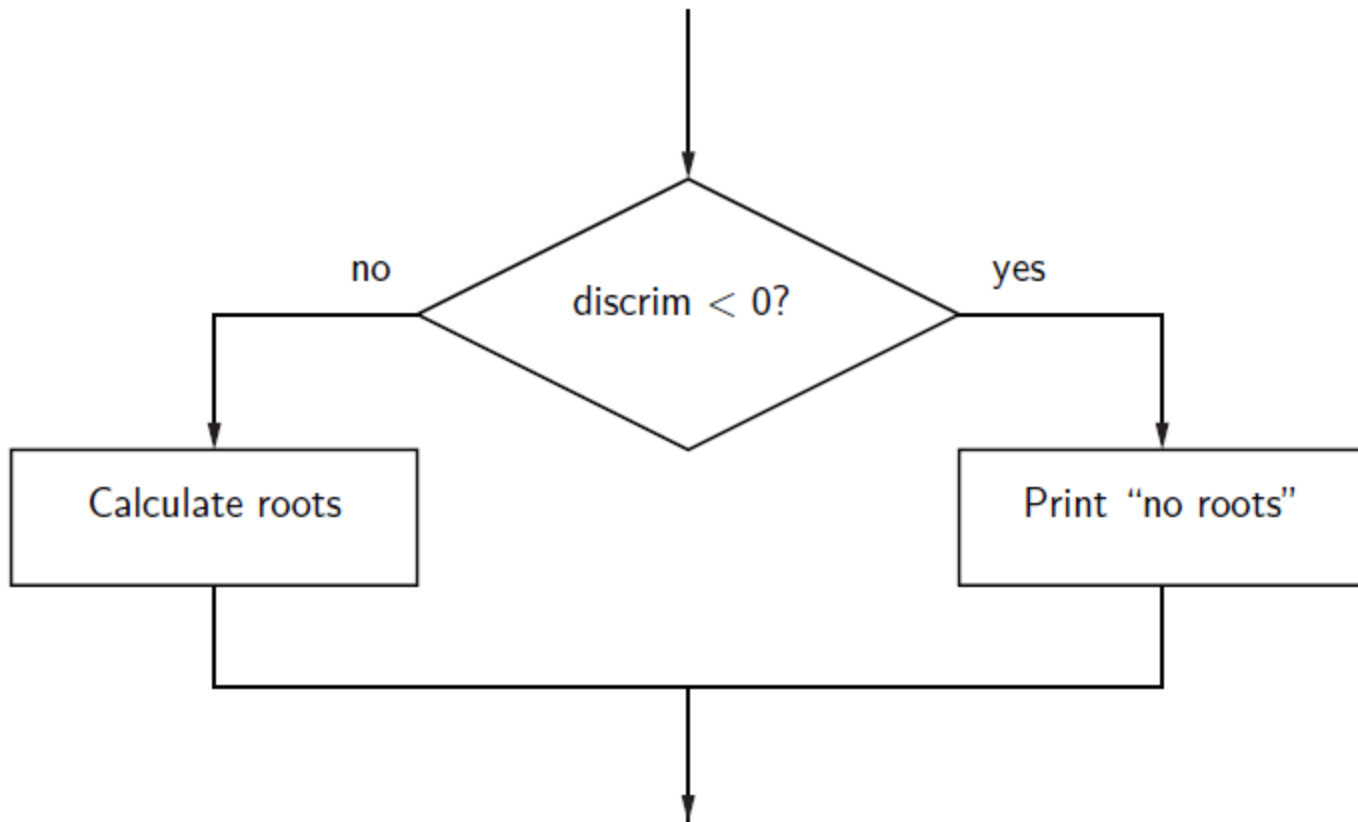 no
yes
discrim < 0?
Calculate roots
Print “no roots”